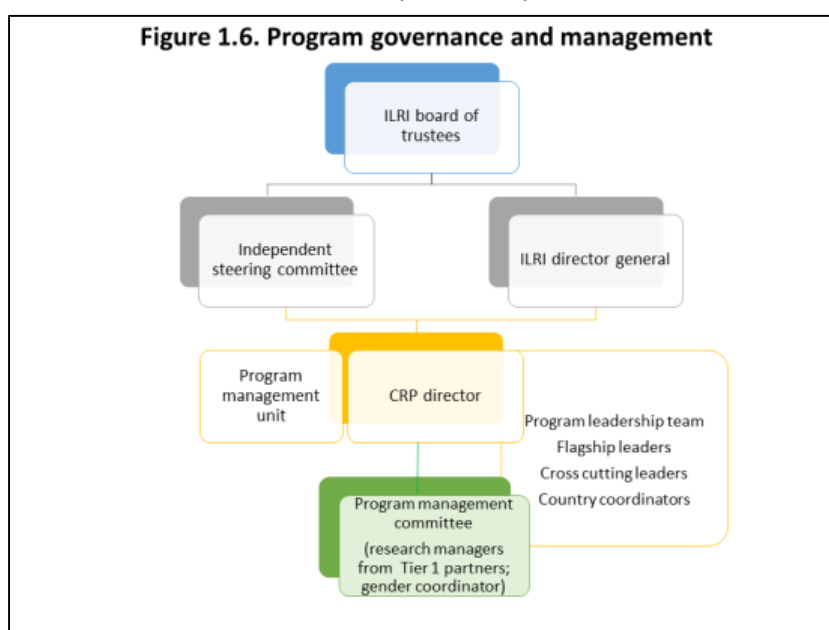 Figure 1.6. Program governance and management
ILRI board of
trustees
Independent
steering committee
ILRI director general
Program
management
unit
CRP director
Program leadership team
Flagship leaders
Cross cutting leaders
Country coordinators
Program management
committee
(research managers
from Tier 1 partners;
gender coordinator)